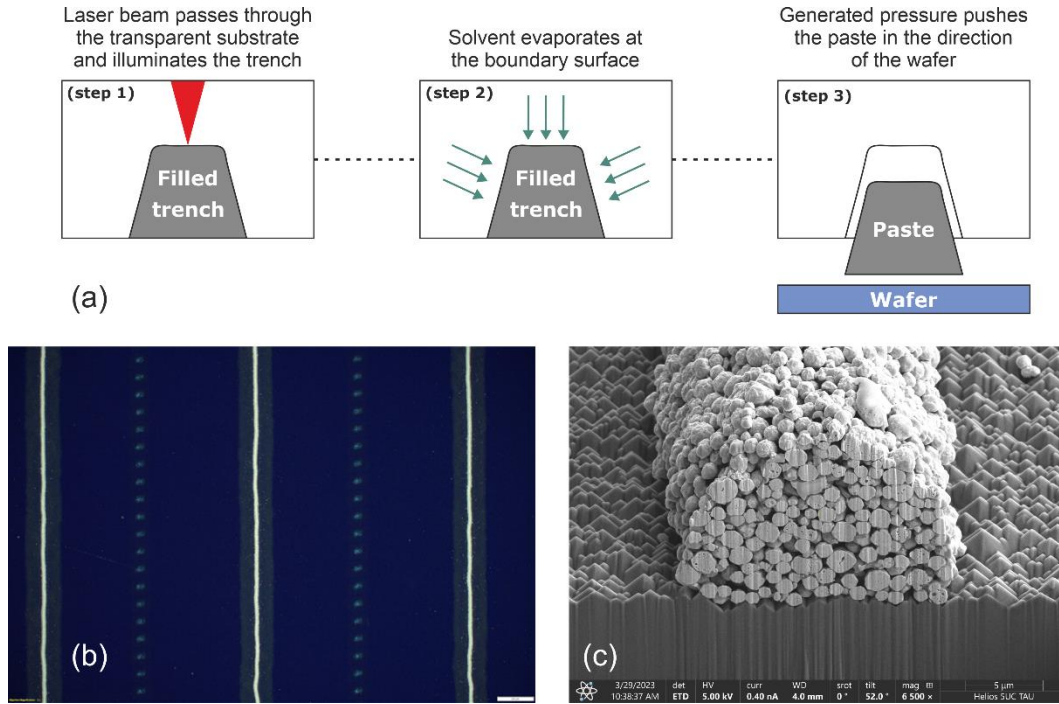 Laser beam passes through
the transparent substrate
and illuminates the trench
Solvent evaporates at
the boundary surface
Generated pressure pushes
the paste in the direction
of the wafer
(step 1)
(step 2)
(step 3)
Filled
trench
Filled
trench
Paste
Wafer
(a)
(b)
(c)
3/29/2023 det HV curr WD srot tilt mag 5 µm
10:38:37 AM ETD 5.00 kV 0.40 nA 4.0 mm 0 ° 52.0 ° 6 500 × Helios SUC TAU